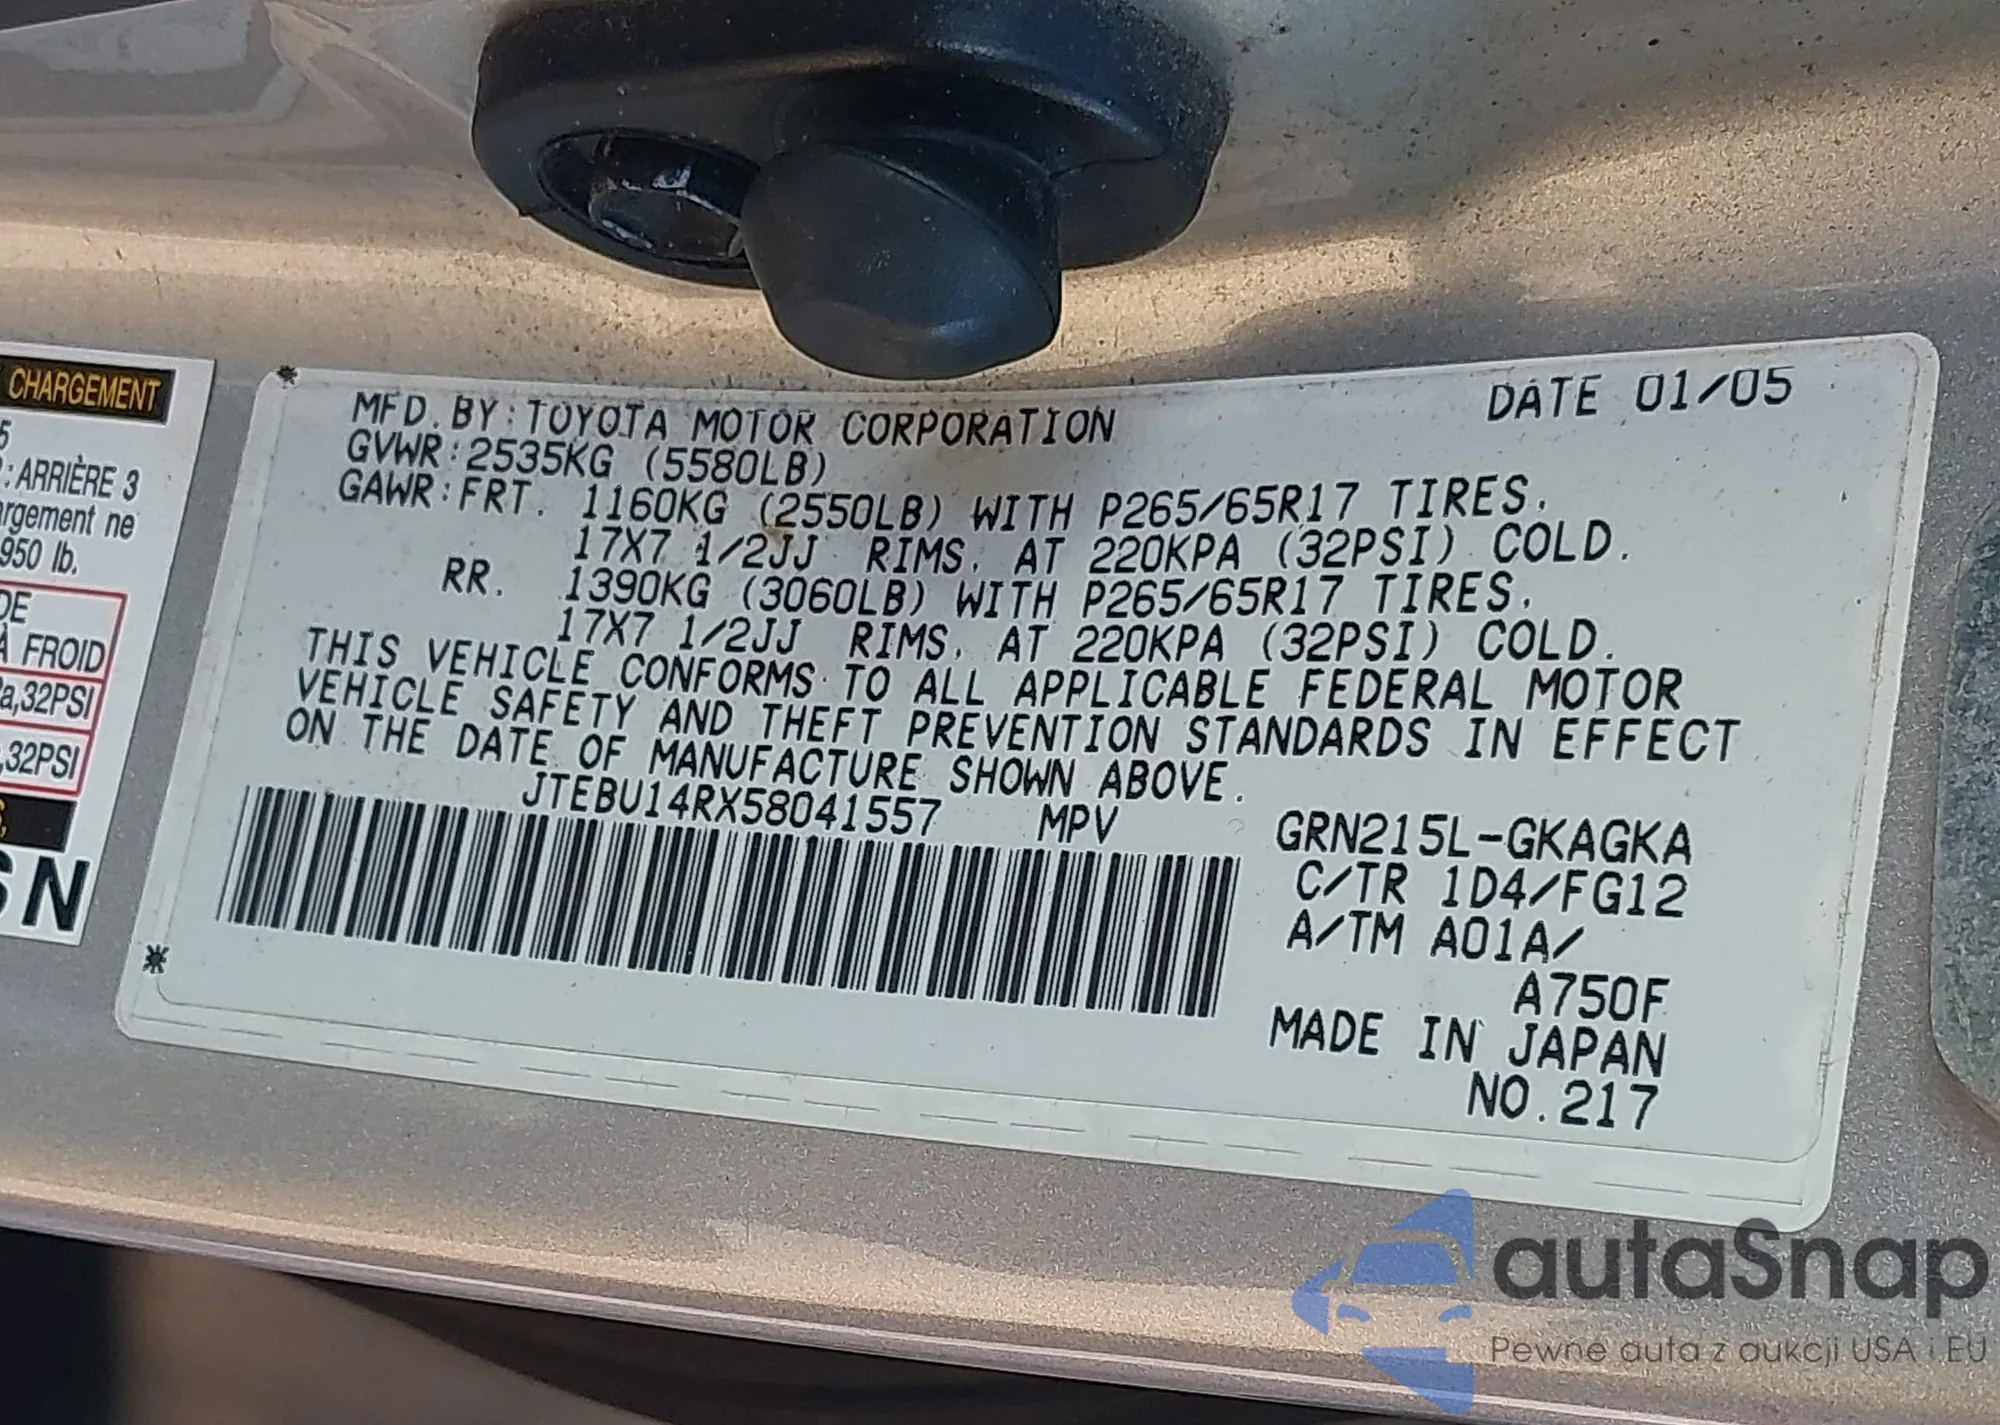 CHARGEMENT
5
: ARRIÈRE 3
rgement ne
950 lb.
DE
À FROID
a,32PSI
,32PSI
SN
MFD. BY: TOYOTA MOTOR CORPORATION DATE 01/05
GVWR: 2535KG (5580LB)
GAWR: FRT. 1160KG (2550LB) WITH P265/65R17 TIRES,
17X7 1/2JJ RIMS, AT 220KPA (32PSI) COLD.
RR. 1390KG (3060LB) WITH P265/65R17 TIRES,
17X7 1/2JJ RIMS, AT 220KPA (32PSI) COLD.
THIS VEHICLE CONFORMS TO ALL APPLICABLE FEDERAL MOTOR
VEHICLE SAFETY AND THEFT PREVENTION STANDARDS IN EFFECT
ON THE DATE OF MANUFACTURE SHOWN ABOVE.
JTEBU14RX58041557 MPV
GRN215L-GKAGKA
C/TR 1D4/FG12
A/TM A01A/
A750F
MADE IN JAPAN
NO.217
autaSnap
Pewne auta z aukcji USA i EU